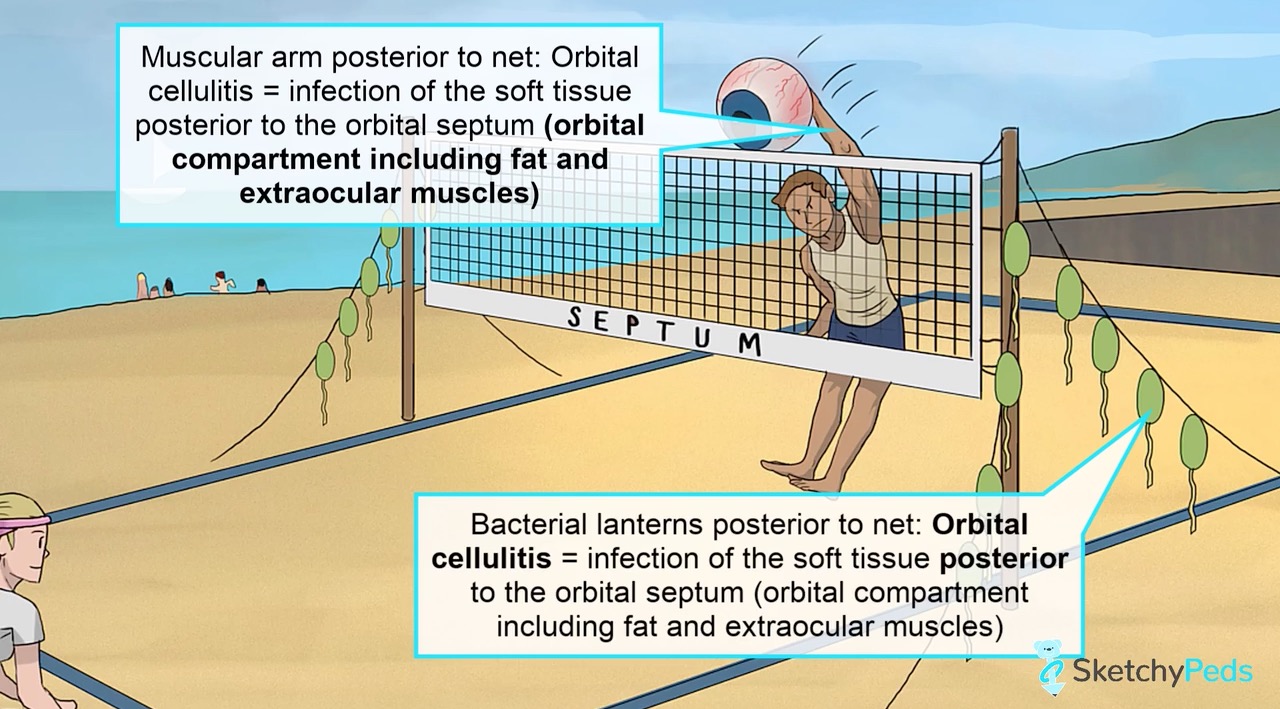 Muscular arm posterior to net: Orbital
cellulitis = infection of the soft tissue
posterior to the orbital septum (orbital
compartment including fat and
extraocular muscles)
SEPTUM
Bacterial lanterns posterior to net: Orbital
cellulitis = infection of the soft tissue posterior
to the orbital septum (orbital compartment
including fat and extraocular muscles)
SketchyPeds